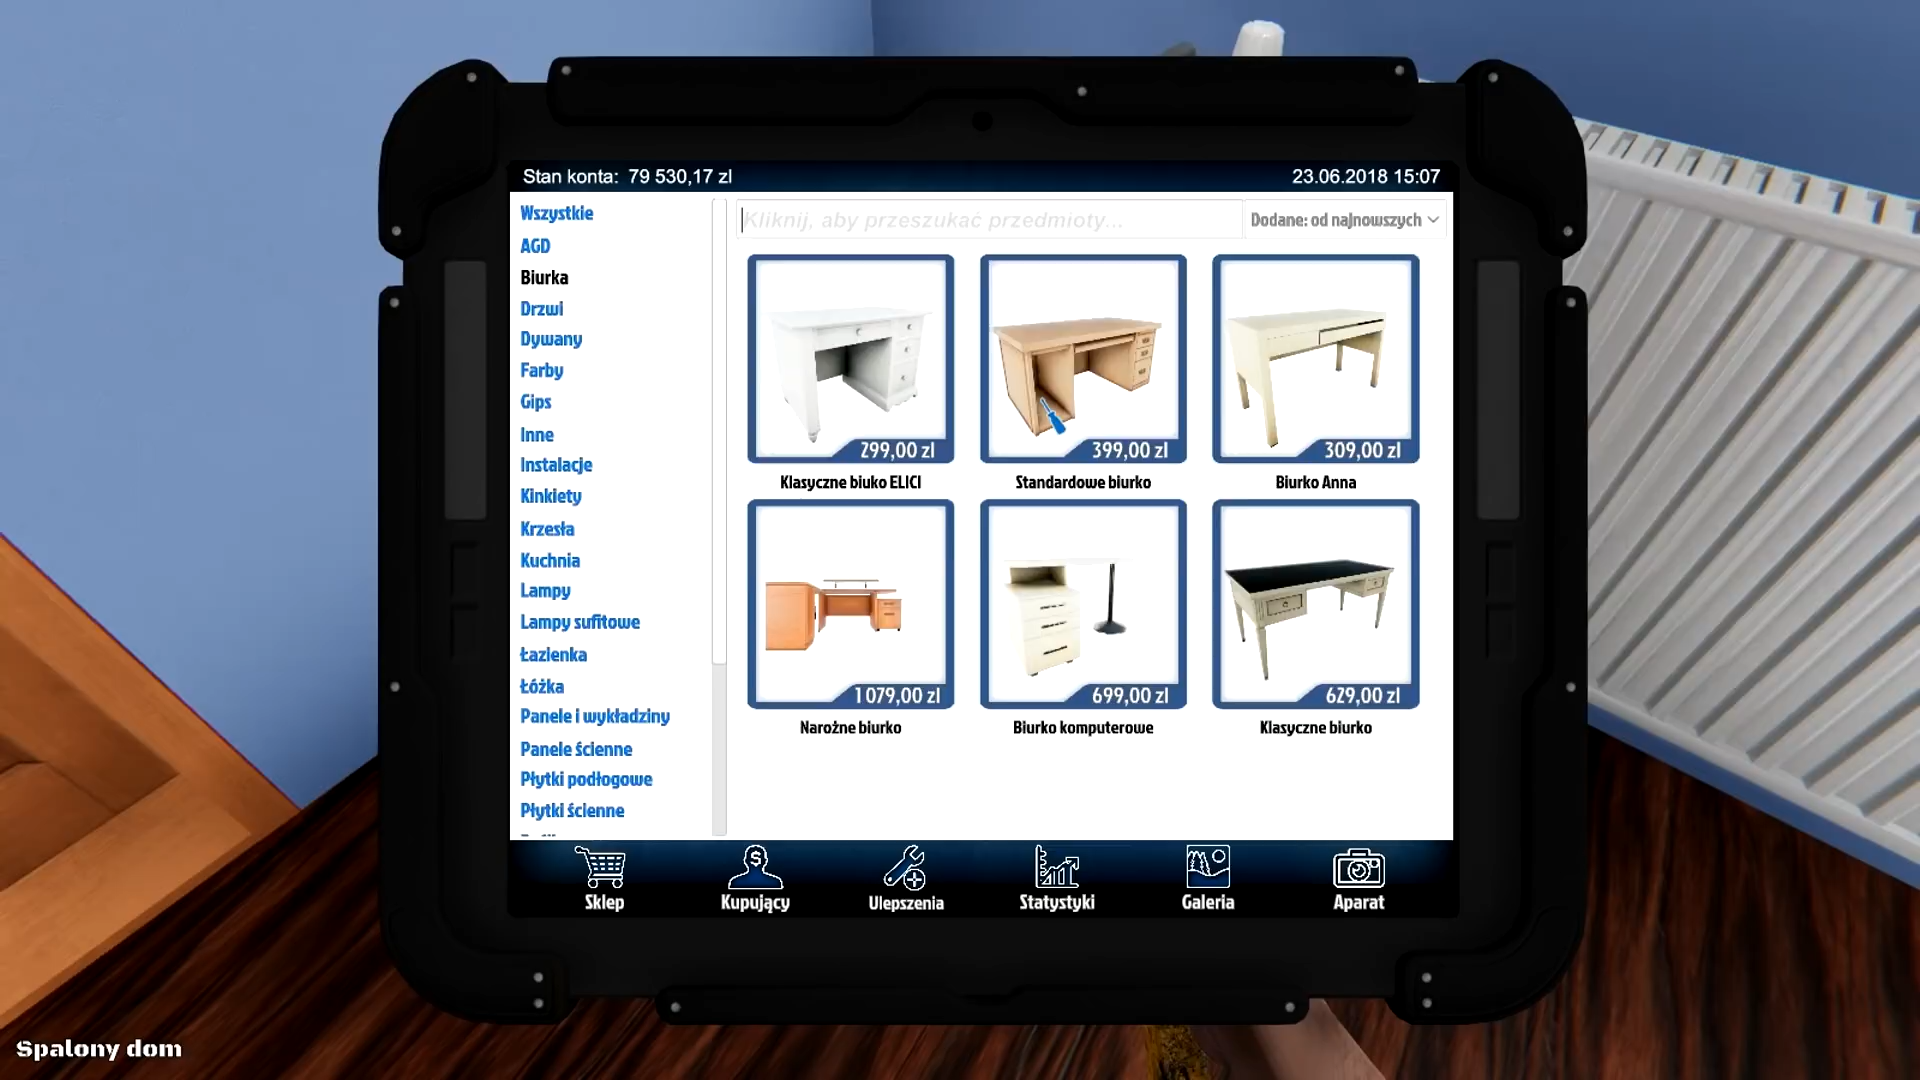 Stan konta: 79 530,17 zl
23.06.2018 15:07
Wszystkie
AGD
Biurka
Drzwi
Dywany
Farby
Gips
Inne
Instalacje
Kinkiety
Krzesła
Kuchnia
Lampy
Lampy sufitowe
Łazienka
Łóżka
Panele i wykładziny
Panele ścienne
Płytki podłogowe
Płytki ścienne
Kliknij, aby przeszukać przedmioty...
Dodane: od najnowszych
299,00 zl
399,00 zl
309,00 zl
Klasyczne biuko ELICI
Standardowe biurko
Biurko Anna
1 079,00 zl
699,00 zl
629,00 zl
Narożne biurko
Biurko komputerowe
Klasyczne biurko
Sklep
Kupujący
Ulepszenia
Statystyki
Galeria
Aparat
Spalony dom